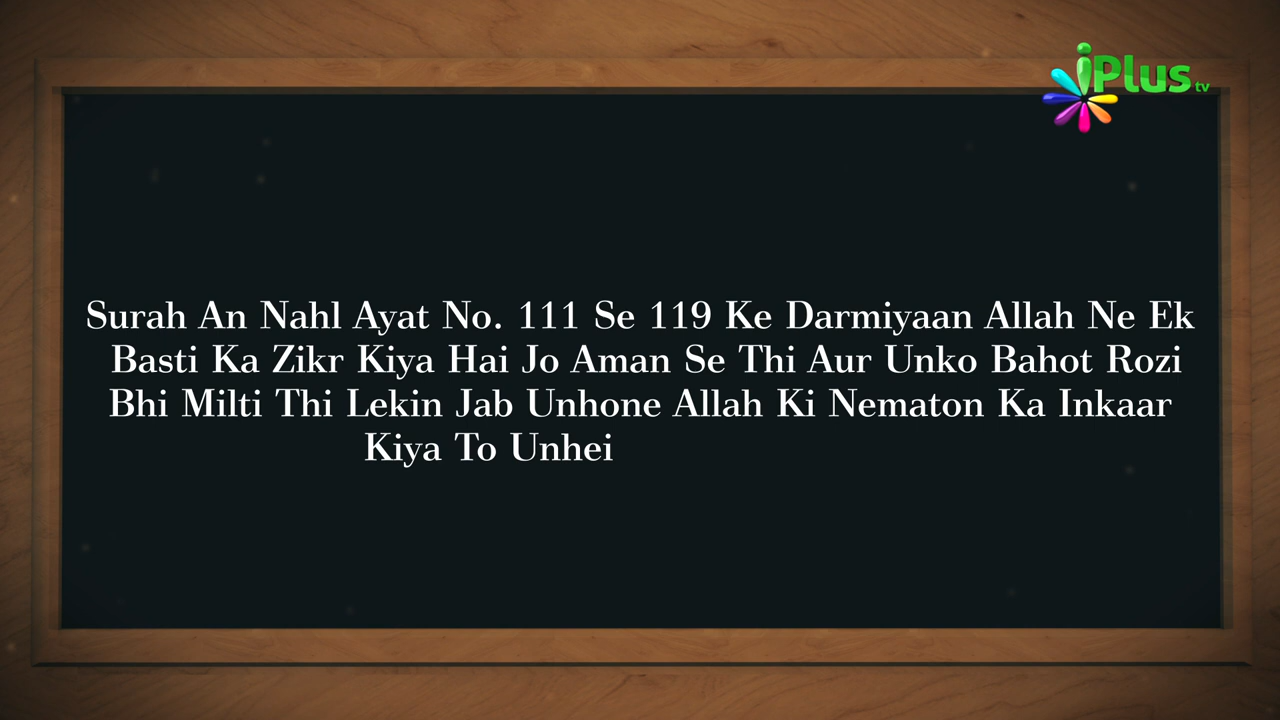 iPlus tv
Surah An Nahl Ayat No. 111 Se 119 Ke Darmiyaan Allah Ne Ek
Basti Ka Zikr Kiya Hai Jo Aman Se Thi Aur Unko Bahot Rozi
Bhi Milti Thi Lekin Jab Unhone Allah Ki Nematon Ka Inkaar
Kiya To Unhei